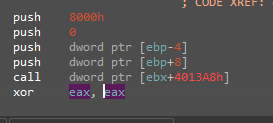 ; CODE XREF:
push 8000h
push 0
push dword ptr [ebp-4]
push dword ptr [ebp+8]
call dword ptr [ebx+4013A8h]
xor eax, eax